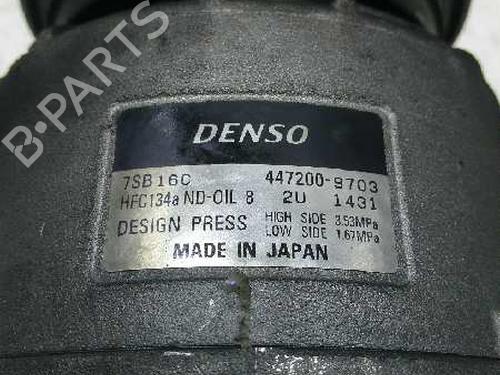 B-PARTS
DENSO
7SB16C 447200-9703
HFC134a ND-OIL 8 2U 1431
DESIGN PRESS HIGH SIDE 3.53MPa
LOW SIDE 1.67MPa
MADE IN JAPAN